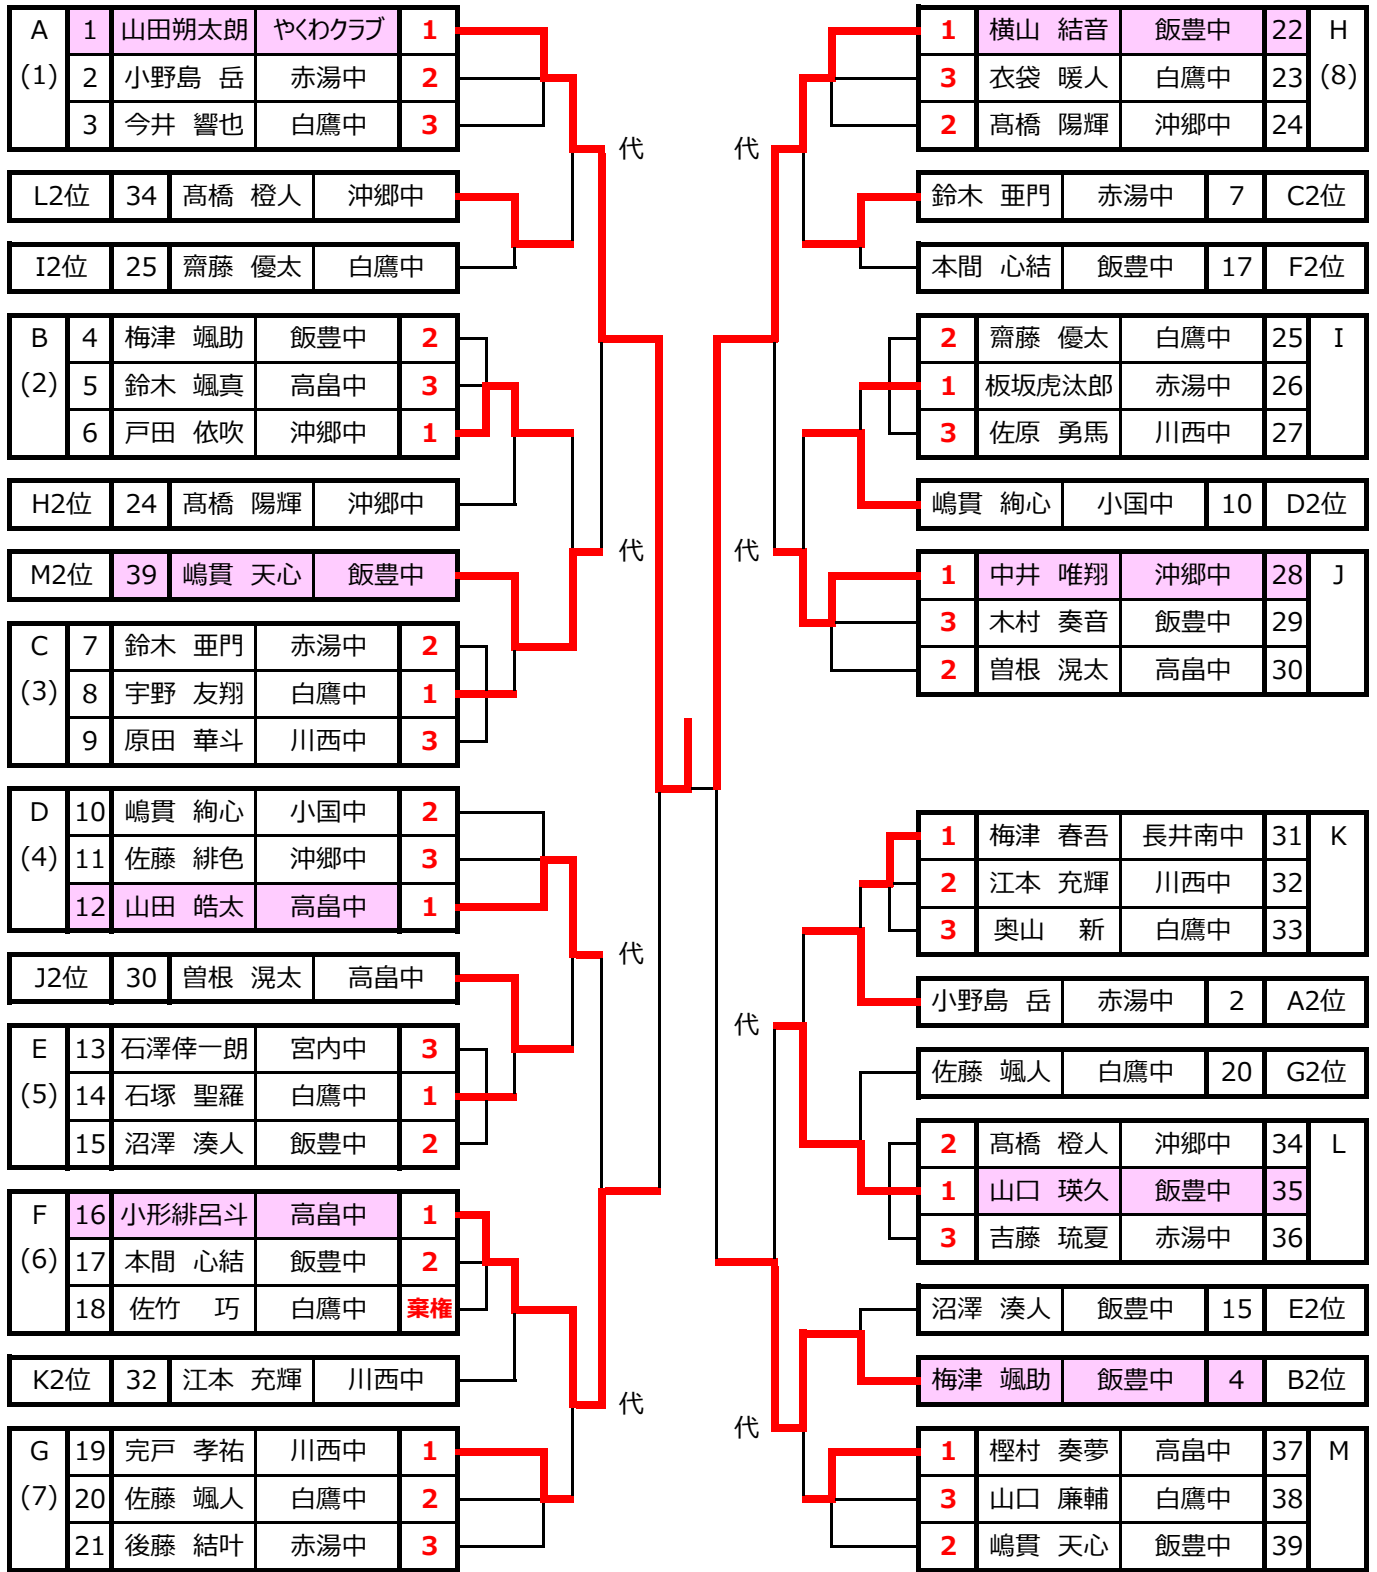 A 1 山田朔太朗 やくわクラブ 1
(1) 2 小野島 岳 赤湯中 2
3 今井 響也 白鷹中 3
代
L2位 34 髙橋 橙人 沖郷中
I2位 25 齋藤 優太 白鷹中
B 4 梅津 颯助 飯豊中 2
(2) 5 鈴木 颯真 高畠中 3
6 戸田 依吹 沖郷中 1
H2位 24 髙橋 陽輝 沖郷中
代
M2位 39 嶋貫 天心 飯豊中
C 7 鈴木 亜門 赤湯中 2
(3) 8 宇野 友翔 白鷹中 1
9 原田 華斗 川西中 3
D 10 嶋貫 絢心 小国中 2
(4) 11 佐藤 緋色 沖郷中 3
12 山田 皓太 高畠中 1
代
J2位 30 曽根 滉太 高畠中
E 13 石澤倖一朗 宮内中 3
(5) 14 石塚 聖羅 白鷹中 1
15 沼澤 湊人 飯豊中 2
F 16 小形緋呂斗 高畠中 1
(6) 17 本間 心結 飯豊中 2
18 佐竹 巧 白鷹中 棄権
K2位 32 江本 充輝 川西中
代
G 19 完戸 孝祐 川西中 1
(7) 20 佐藤 颯人 白鷹中 2
21 後藤 結叶 赤湯中 3
1 横山 結音 飯豊中 22 H
3 衣袋 暖人 白鷹中 23 (8)
2 髙橋 陽輝 沖郷中 24
代
鈴木 亜門 赤湯中 7 C2位
本間 心結 飯豊中 17 F2位
2 齋藤 優太 白鷹中 25 I
1 板坂虎汰郎 赤湯中 26
3 佐原 勇馬 川西中 27
嶋貫 絢心 小国中 10 D2位
代
1 中井 唯翔 沖郷中 28 J
3 木村 奏音 飯豊中 29
2 曽根 滉太 高畠中 30
1 梅津 春吾 長井南中 31 K
2 江本 充輝 川西中 32
3 奥山 新 白鷹中 33
小野島 岳 赤湯中 2 A2位
代
佐藤 颯人 白鷹中 20 G2位
2 髙橋 橙人 沖郷中 34 L
1 山口 瑛久 飯豊中 35
3 吉藤 琉夏 赤湯中 36
沼澤 湊人 飯豊中 15 E2位
梅津 颯助 飯豊中 4 B2位
代
1 樫村 奏夢 高畠中 37 M
3 山口 廉輔 白鷹中 38
2 嶋貫 天心 飯豊中 39